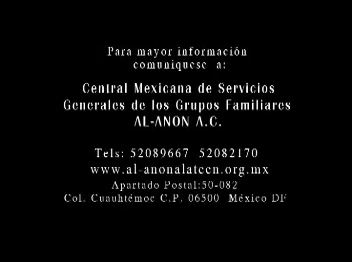 Para mayor información
comuniquese a:
Central Mexicana de Servicios
Generales de los Grupos Familiares
AL-ANON A.C.
Tels: 52089667 52082170
www.al-anonalatccn.org.mx
Apartado Postal:50-082
Col. Cuauhtémoc C.P. 06500 México DF